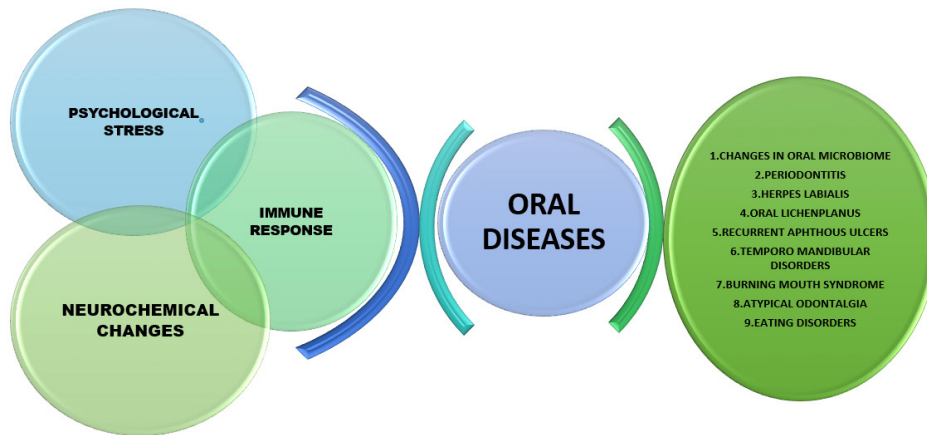 PSYCHOLOGICAL
STRESS
IMMUNE
RESPONSE
NEUROCHEMICAL
CHANGES
ORAL
DISEASES
1.CHANGES IN ORAL MICROBIOME
2.PERIODONTITIS
3.HERPES LABIALIS
4.ORAL LICHENPLANUS
5.RECURRENT APHTHOUS ULCERS
6.TEMPORO MANDIBULAR
DISORDERS
7.BURNING MOUTH SYNDROME
8.ATYPICAL ODONTALGIA
9.EATING DISORDERS